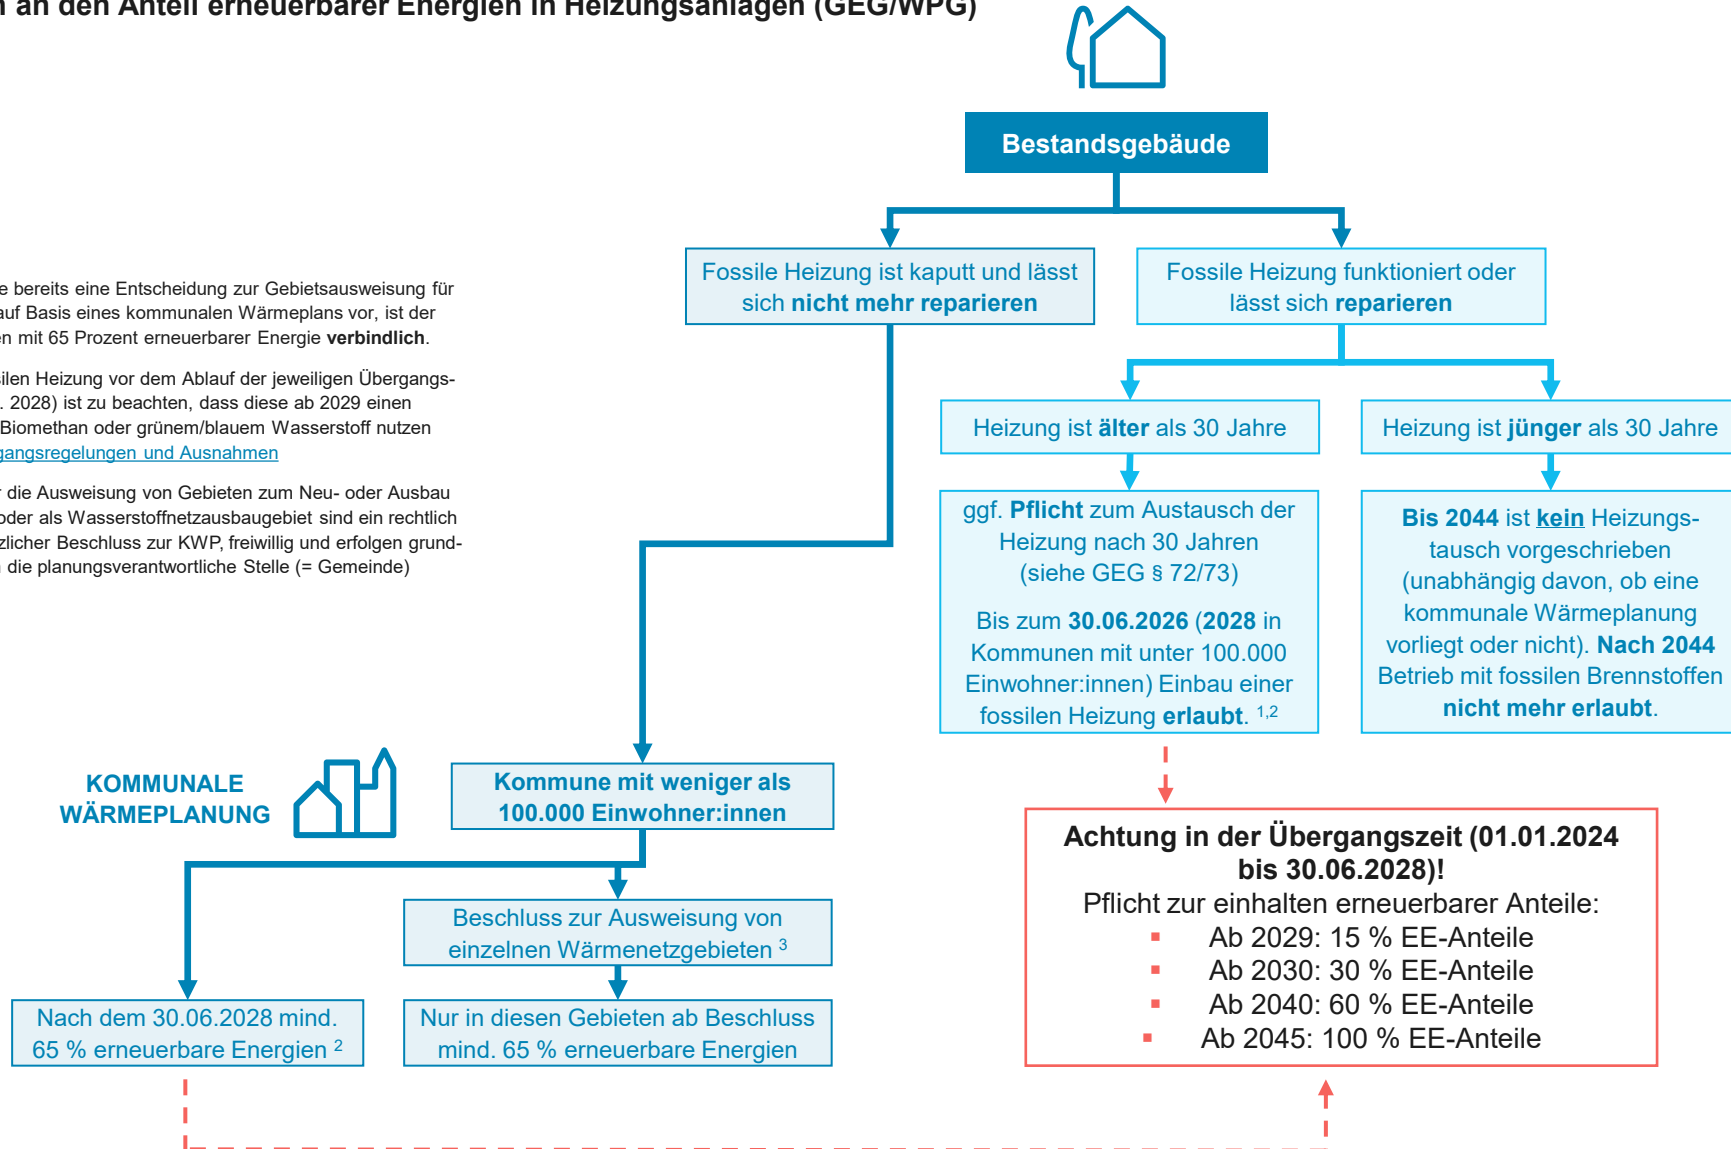 an den Anteil erneuerbarer Energien in Heizungsanlagen (GEG/WPG)
Bestandsgebäude
Fossile Heizung ist kaputt und lässt
sich nicht mehr reparieren
Fossile Heizung funktioniert oder
lässt sich reparieren
bereits eine Entscheidung zur Gebietsausweisung für
auf Basis eines kommunalen Wärmeplans vor, ist der
mit 65 Prozent erneuerbarer Energie verbindlich.
Heizung vor dem Ablauf der jeweiligen Übergangs-
. 2028) ist zu beachten, dass diese ab 2029 einen
Biomethan oder grünem/blauem Wasserstoff nutzen
gangsregelungen und Ausnahmen
die Ausweisung von Gebieten zum Neu- oder Ausbau
oder als Wasserstoffnetzausbaugebiet sind ein rechtlich
zlicher Beschluss zur KWP, freiwillig und erfolgen grund-
die planungsverantwortliche Stelle (= Gemeinde)
Heizung ist älter als 30 Jahre
Heizung ist jünger als 30 Jahre
ggf. Pflicht zum Austausch der
Heizung nach 30 Jahren
(siehe GEG § 72/73)
Bis zum 30.06.2026 (2028 in
Kommunen mit unter 100.000
Einwohner:innen) Einbau einer
fossilen Heizung erlaubt. 1,2
Bis 2044 ist kein Heizungs-
tausch vorgeschrieben
(unabhängig davon, ob eine
kommunale Wärmeplanung
vorliegt oder nicht). Nach 2044
Betrieb mit fossilen Brennstoffen
nicht mehr erlaubt.
KOMMUNALE
WÄRMEPLANUNG
Kommune mit weniger als
100.000 Einwohner:innen
Beschluss zur Ausweisung von
einzelnen Wärmenetzgebieten 3
Nach dem 30.06.2028 mind.
65 % erneuerbare Energien 2
Nur in diesen Gebieten ab Beschluss
mind. 65 % erneuerbare Energien
Achtung in der Übergangszeit (01.01.2024
bis 30.06.2028)!
Pflicht zur einhalten erneuerbarer Anteile:
▪ Ab 2029: 15 % EE-Anteile
▪ Ab 2030: 30 % EE-Anteile
▪ Ab 2040: 60 % EE-Anteile
▪ Ab 2045: 100 % EE-Anteile